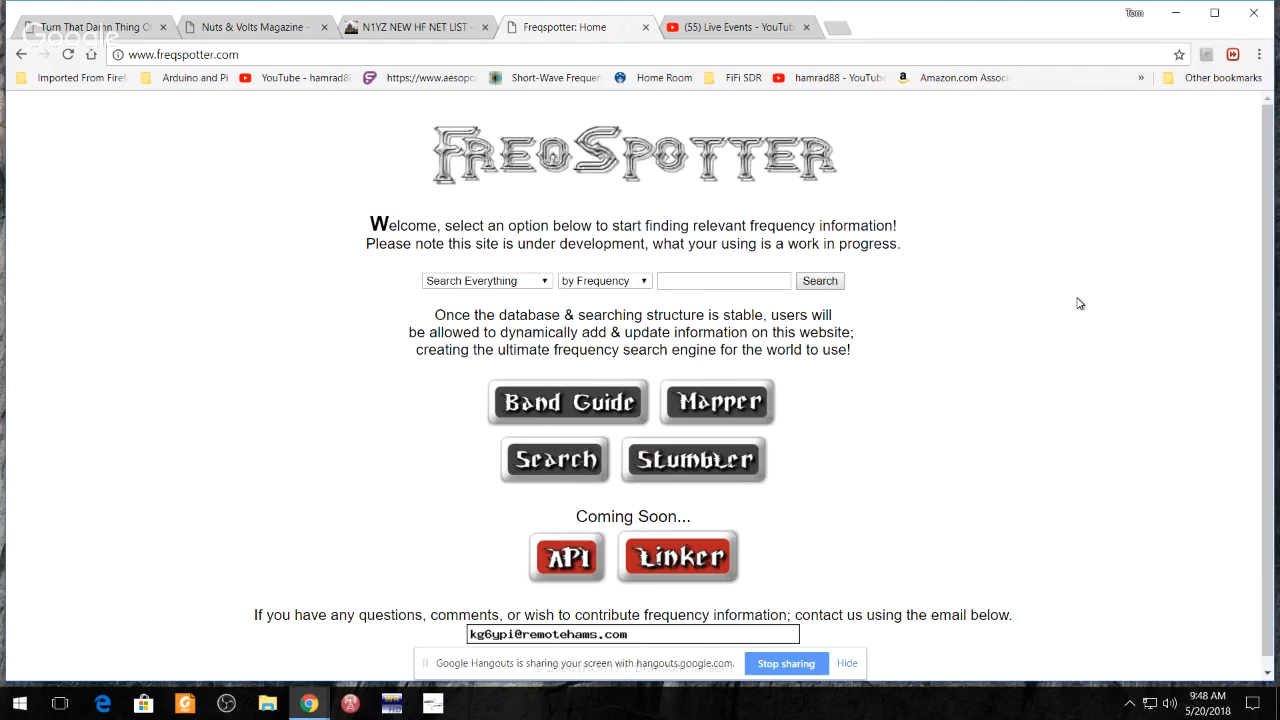 Tom
Turn That Damn Thing O
Nuts & Volts Magazine -
N1YZ NEW HF NET LIST -
Freqspotter: Home
(55) Live Events - YouTub
Google
www.freqspotter.com
Imported From Firef
Arduino and Pi
YouTube - hamrad8
https://www.aesopo
Short-Wave Frequen
Home Room
FiFi SDR
hamrad88 - YouTube
Amazon.com Associ
»
Other bookmarks
FreqSpotter
Welcome, select an option below to start finding relevant frequency information!
Please note this site is under development, what your using is a work in progress.
Search Everything
by Frequency
Search
Once the database & searching structure is stable, users will
be allowed to dynamically add & update information on this website;
creating the ultimate frequency search engine for the world to use!
Band Guide
Mapper
Search
Stumbler
Coming Soon...
API
Linker
If you have any questions, comments, or wish to contribute frequency information; contact us using the email below.
kg6ypi@remotehams.com
Google Hangouts is sharing your screen with hangouts.google.com.
Stop sharing
Hide
9:48 AM
5/20/2018